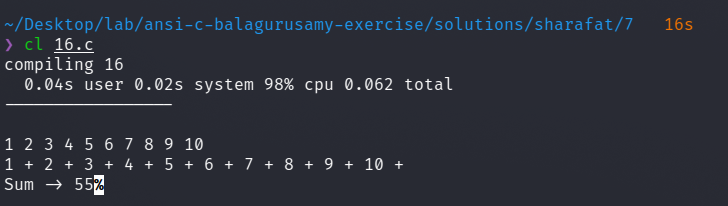 ~/Desktop/lab/ansi-c-balagurusamy-exercise/solutions/sharafat/7 16s
❯ cl 16.c
compiling 16
0.04s user 0.02s system 98% cpu 0.062 total
-----------------
1 2 3 4 5 6 7 8 9 10
1 + 2 + 3 + 4 + 5 + 6 + 7 + 8 + 9 + 10 +
Sum -> 55%